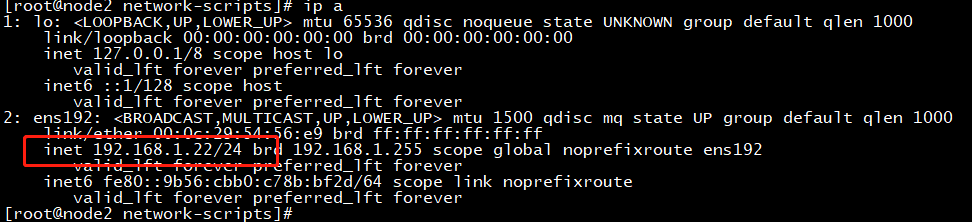 [root@node2 network-scripts]# ip a
1: lo: <LOOPBACK,UP,LOWER_UP> mtu 65536 qdisc noqueue state UNKNOWN group default qlen 1000
link/loopback 00:00:00:00:00:00 brd 00:00:00:00:00:00
inet 127.0.0.1/8 scope host lo
valid_lft forever preferred_lft forever
inet6 ::1/128 scope host
valid_lft forever preferred_lft forever
2: ens192: <BROADCAST,MULTICAST,UP,LOWER_UP> mtu 1500 qdisc mq state UP group default qlen 1000
link/ether 00:0c:29:54:56:e9 brd ff:ff:ff:ff:ff:ff
inet 192.168.1.22/24 brd 192.168.1.255 scope global noprefixroute ens192
valid_lft forever preferred_lft forever
inet6 fe80::9b56:cbb0:c78b:bf2d/64 scope link noprefixroute
valid_lft forever preferred_lft forever
[root@node2 network-scripts]#